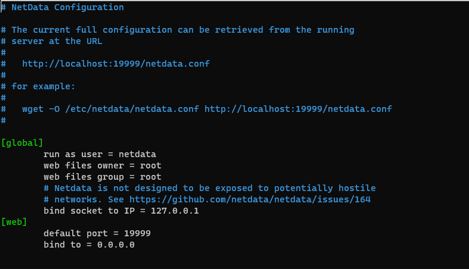 # NetData Configuration
# The current full configuration can be retrieved from the running
# server at the URL
#
#   http://localhost:19999/netdata.conf
#
# for example:
#
#   wget -O /etc/netdata/netdata.conf http://localhost:19999/netdata.conf
#
[global]
        run as user = netdata
        web files owner = root
        web files group = root
        # Netdata is not designed to be exposed to potentially hostile
        # networks. See https://github.com/netdata/netdata/issues/164
        bind socket to IP = 127.0.0.1
[web]
        default port = 19999
        bind to = 0.0.0.0